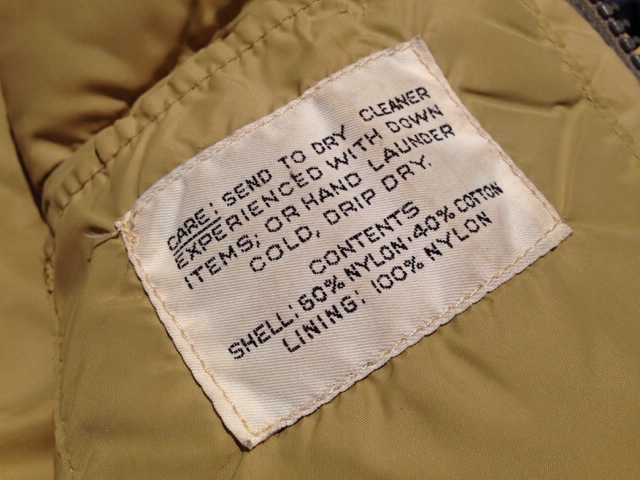 CARE: SEND TO DRY CLEANER
EXPERIENCED WITH DOWN
ITEMS; OR HAND LAUNDER
COLD, DRIP DRY.
CONTENTS
SHELL: 60% NYLON, 40% COTTON
LINING: 100% NYLON